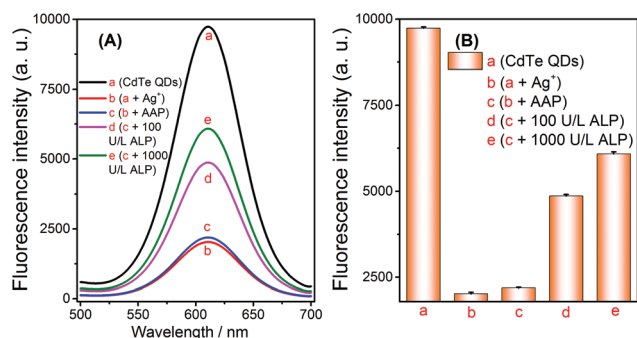 (A)
Fluorescence intensity (a. u.)
10000
7500
5000
2500
0
500
550
600
650
700
Wavelength / nm
a (CdTe QDs)
b (a + Ag⁺)
c (b + AAP)
d (c + 100
U/L ALP)
e (c + 1000
U/L ALP)
a
e
d
c
b
(B)
Fluorescence intensity (a. u.)
10000
7500
5000
2500
a (CdTe QDs)
b (a + Ag⁺)
c (b + AAP)
d (c + 100 U/L ALP)
e (c + 1000 U/L ALP)
a
b
c
d
e